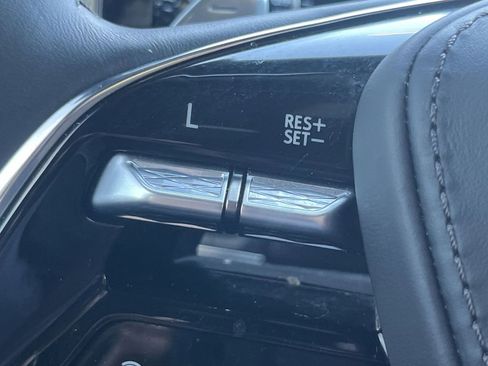 L
RES+
SET-